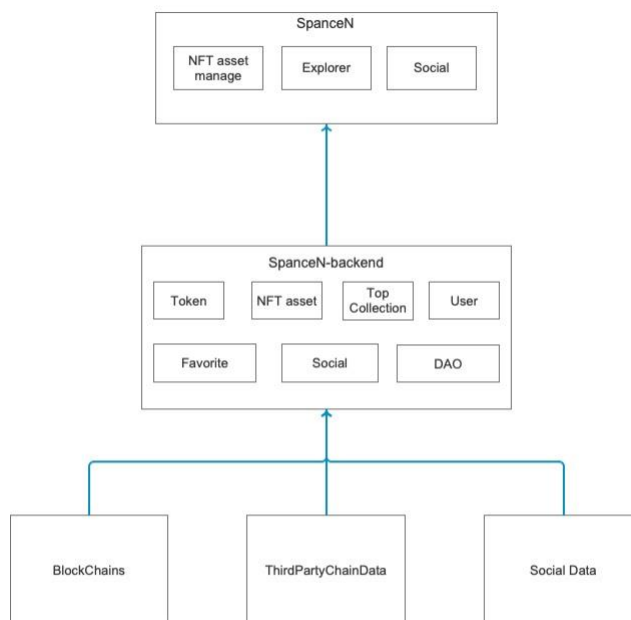 SpanceN
NFT asset
manage
Explorer
Social
SpanceN-backend
Token
NFT asset
Top
Collection
User
Favorite
Social
DAO
BlockChains
ThirdPartyChainData
Social Data